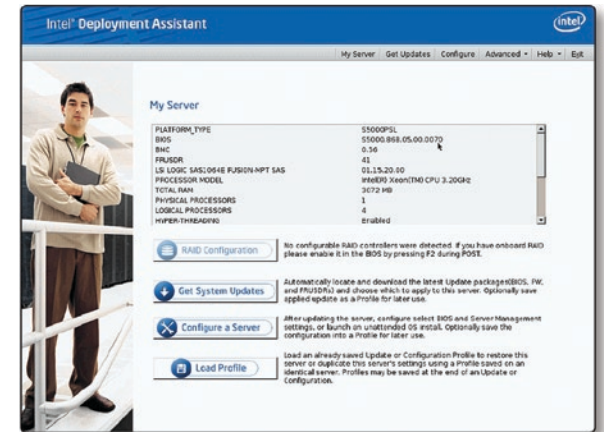 Intel® Deployment Assistant
intel
My Server Get Updates Configure Advanced Help Exit
My Server
PLATFORM_TYPE S5000PSL
BIOS S5000.86B.05.00.0070
BMC 0.56
FRUSDR 41
LSI LOGIC SAS1064E FUSION-MPT SAS 01.15.20.00
PROCESSOR MODEL Intel(R) Xeon(TM) CPU 3.20GHz
TOTAL RAM 3072 MB
PHYSICAL PROCESSORS 1
LOGICAL PROCESSORS 4
HYPER-THREADING Enabled
RAID Configuration
No configurable RAID controllers were detected. If you have onboard RAID
please enable it in the BIOS by pressing F2 during POST.
Get System Updates
Automatically locate and download the latest Update packages(BIOS, FW,
and FRUSDRs) and choose which to apply to this server. Optionally save
applied update as a Profile for later use.
Configure a Server
After updating the server, configure select BIOS and Server Management
settings, or launch an unattended OS install. Optionally save the
configuration into a Profile for later use.
Load Profile
Load an already saved Update or Configuration Profile to restore this
server or duplicate this server's settings using a Profile saved on an
identical server. Profiles may be saved at the end of an Update or
Configuration.